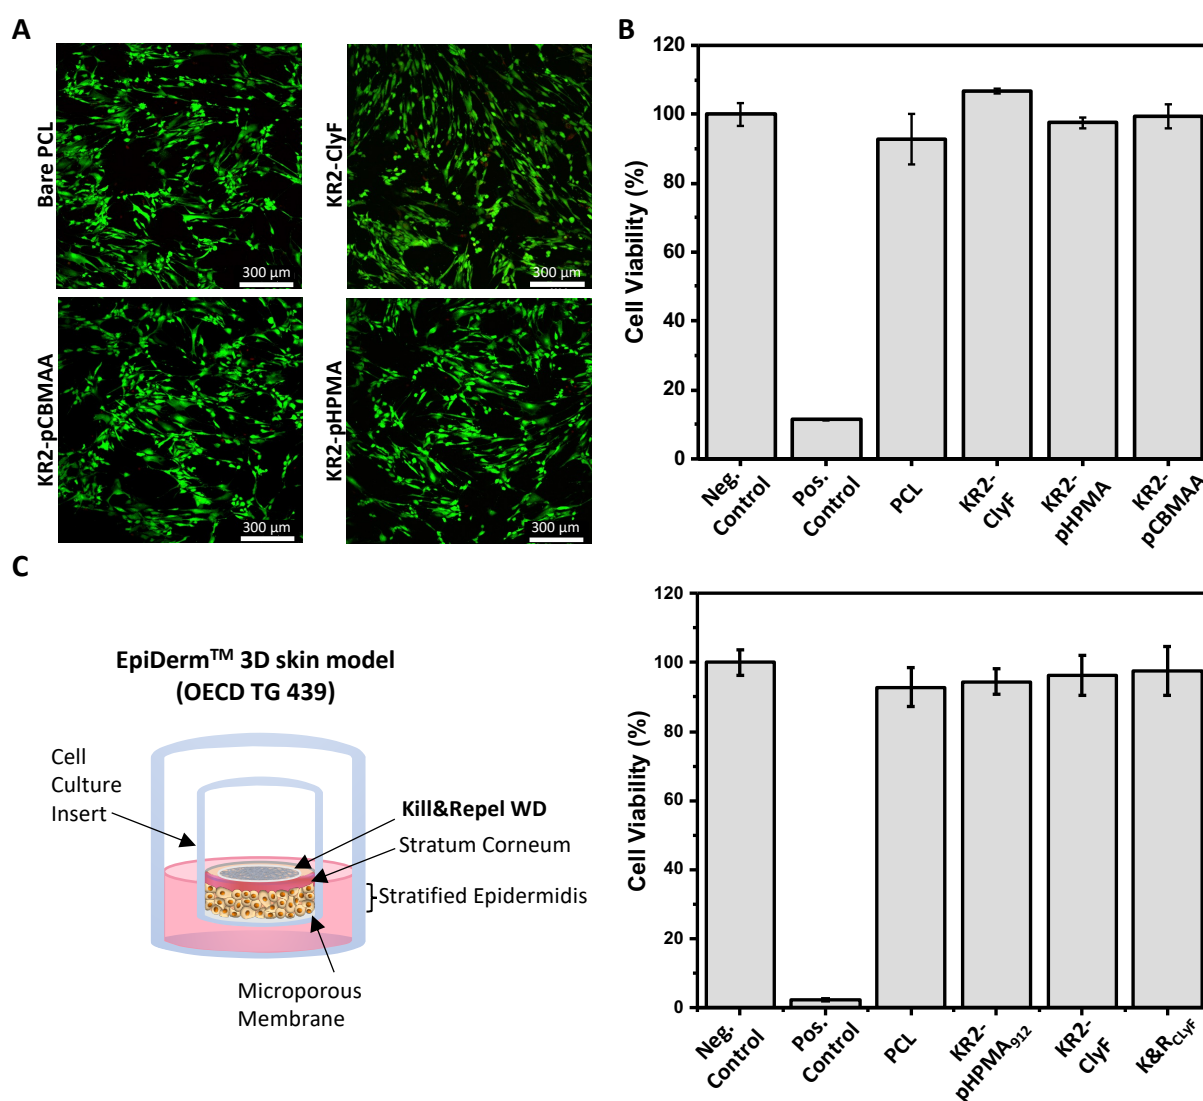 A
Bare PCL
300 µm
KR2-ClyF
300 µm
KR2-pCBMAA
300 µm
KR2-pHPMA
300 µm
B
120
100
80
60
40
20
0
Cell Viability (%)
Neg.
Control
Pos.
Control
PCL
KR2-
ClyF
KR2-
pHPMA
KR2-
pCBMAA
C
EpiDerm™ 3D skin model
(OECD TG 439)
Cell
Culture
Insert
Kill&Repel WD
Stratum Corneum
Stratified Epidermidis
Microporous
Membrane
120
100
80
60
40
20
0
Cell Viability (%)
Neg.
Control
Pos.
Control
PCL
KR2-
pHPMA₉₁₂
KR2-
ClyF
K&R_CLyF